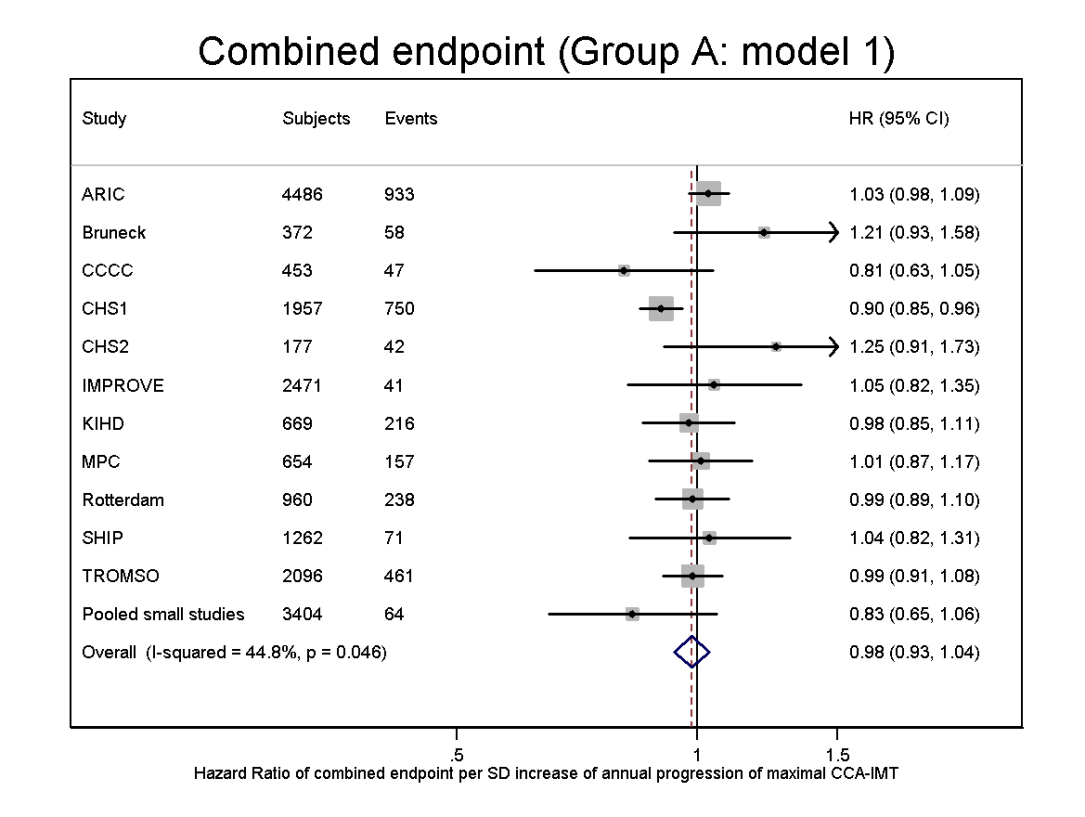 Combined endpoint (Group A: model 1)
Study Subjects Events HR (95% CI)
ARIC 4486 933 1.03 (0.98, 1.09)
Bruneck 372 58 1.21 (0.93, 1.58)
CCCC 453 47 0.81 (0.63, 1.05)
CHS1 1957 750 0.90 (0.85, 0.96)
CHS2 177 42 1.25 (0.91, 1.73)
IMPROVE 2471 41 1.05 (0.82, 1.35)
KIHD 669 216 0.98 (0.85, 1.11)
MPC 654 157 1.01 (0.87, 1.17)
Rotterdam 960 238 0.99 (0.89, 1.10)
SHIP 1262 71 1.04 (0.82, 1.31)
TROMSO 2096 461 0.99 (0.91, 1.08)
Pooled small studies 3404 64 0.83 (0.65, 1.06)
Overall (I-squared = 44.8%, p = 0.046) 0.98 (0.93, 1.04)
.5 1 1.5
Hazard Ratio of combined endpoint per SD increase of annual progression of maximal CCA-IMT